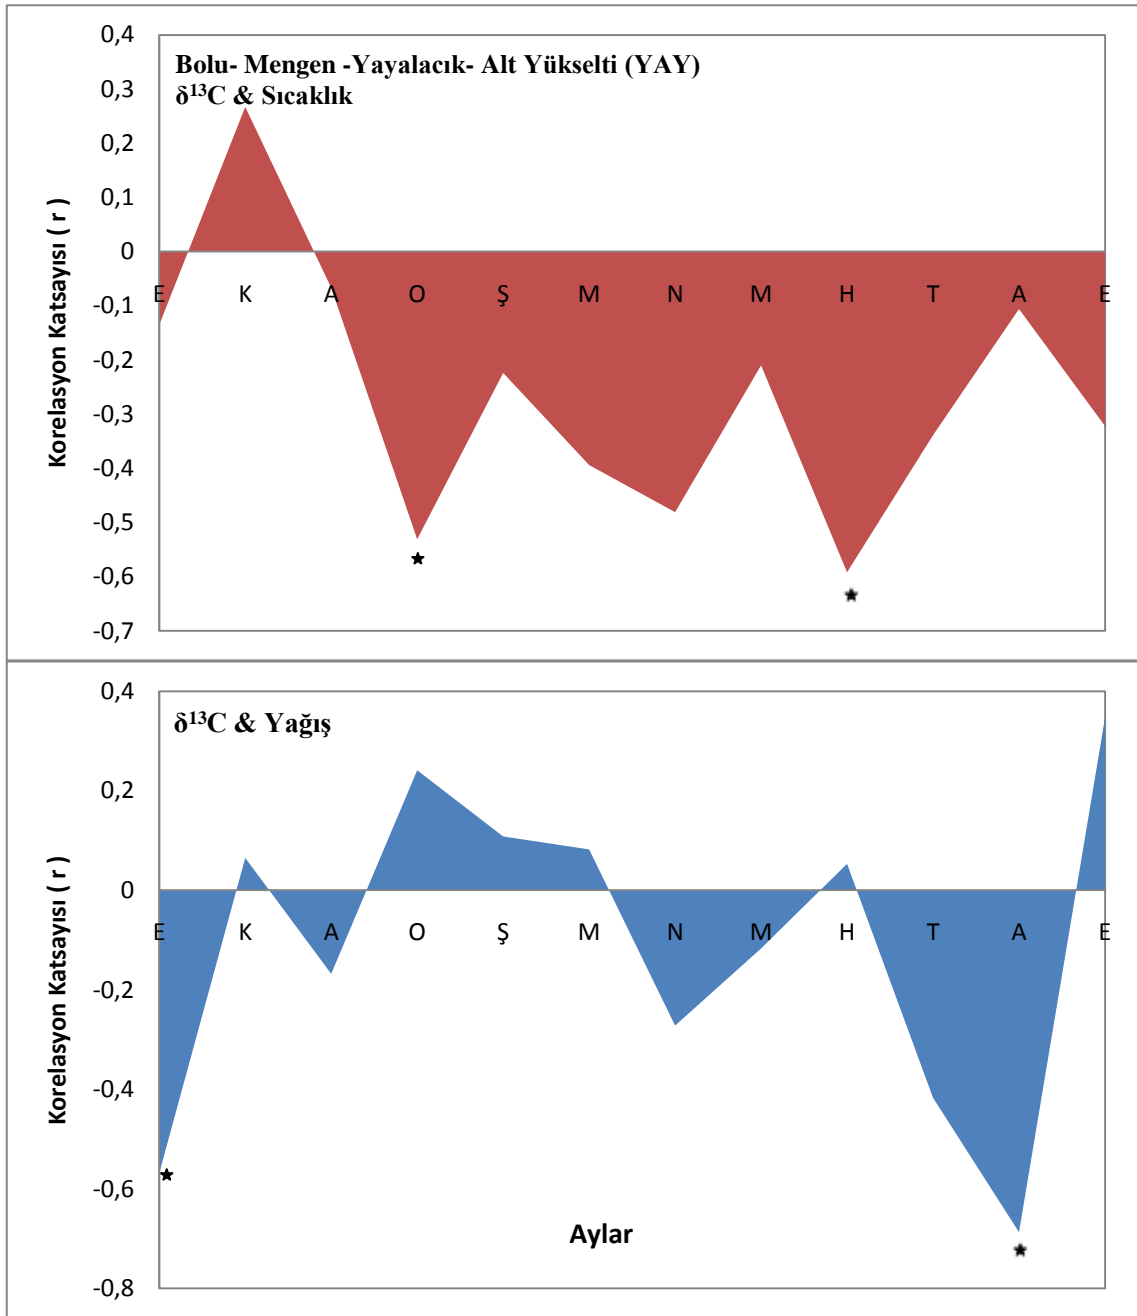 0,4
Bolu- Mengen -Yayalacık- Alt Yükselti (YAY)
δ¹³C & Sıcaklık
0,3
0,2
0,1
0
-0,1
-0,2
-0,3
-0,4
-0,5
-0,6
-0,7
Korelasyon Katsayısı ( r )
E K A O Ş M N M H T A E
0,4
δ¹³C & Yağış
0,2
0
-0,2
-0,4
-0,6
-0,8
Korelasyon Katsayısı ( r )
E K A O Ş M N M H T A E
Aylar